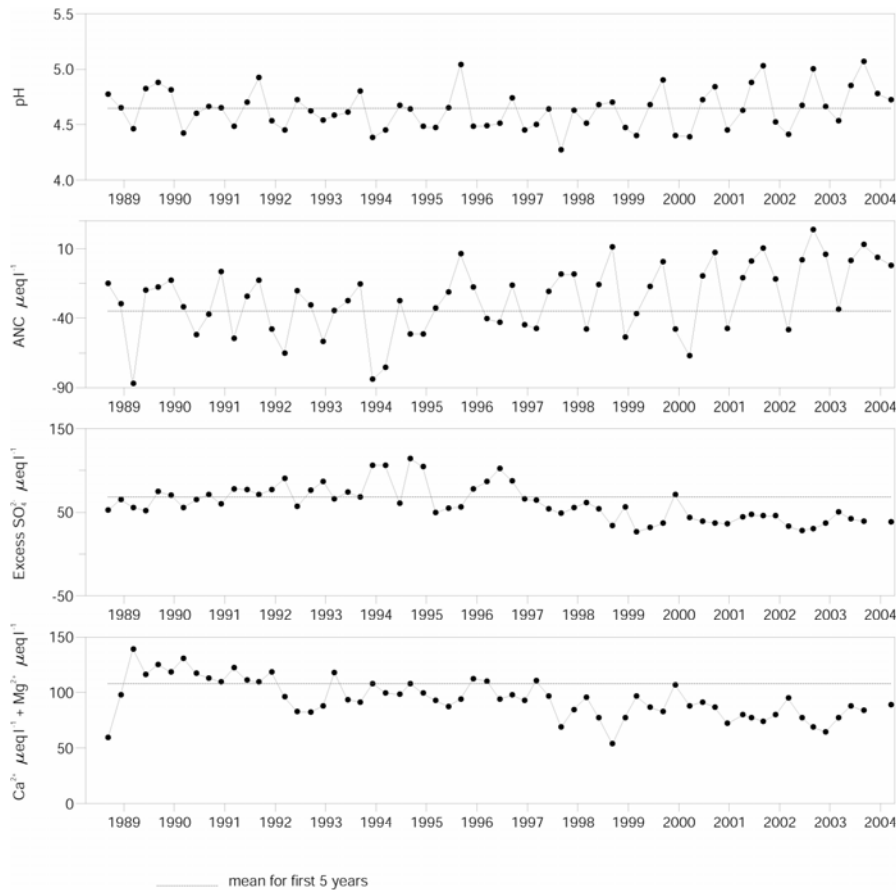 5.5
5.0
4.5
4.0
pH
1989 1990 1991 1992 1993 1994 1995 1996 1997 1998 1999 2000 2001 2002 2003 2004
10
-40
-90
ANC μeq l⁻¹
1989 1990 1991 1992 1993 1994 1995 1996 1997 1998 1999 2000 2001 2002 2003 2004
150
50
-50
Excess SO₄²⁻ μeq l⁻¹
1989 1990 1991 1992 1993 1994 1995 1996 1997 1998 1999 2000 2001 2002 2003 2004
150
100
50
0
Ca²⁺ μeq l⁻¹ + Mg²⁺ μeq l⁻¹
1989 1990 1991 1992 1993 1994 1995 1996 1997 1998 1999 2000 2001 2002 2003 2004
mean for first 5 years